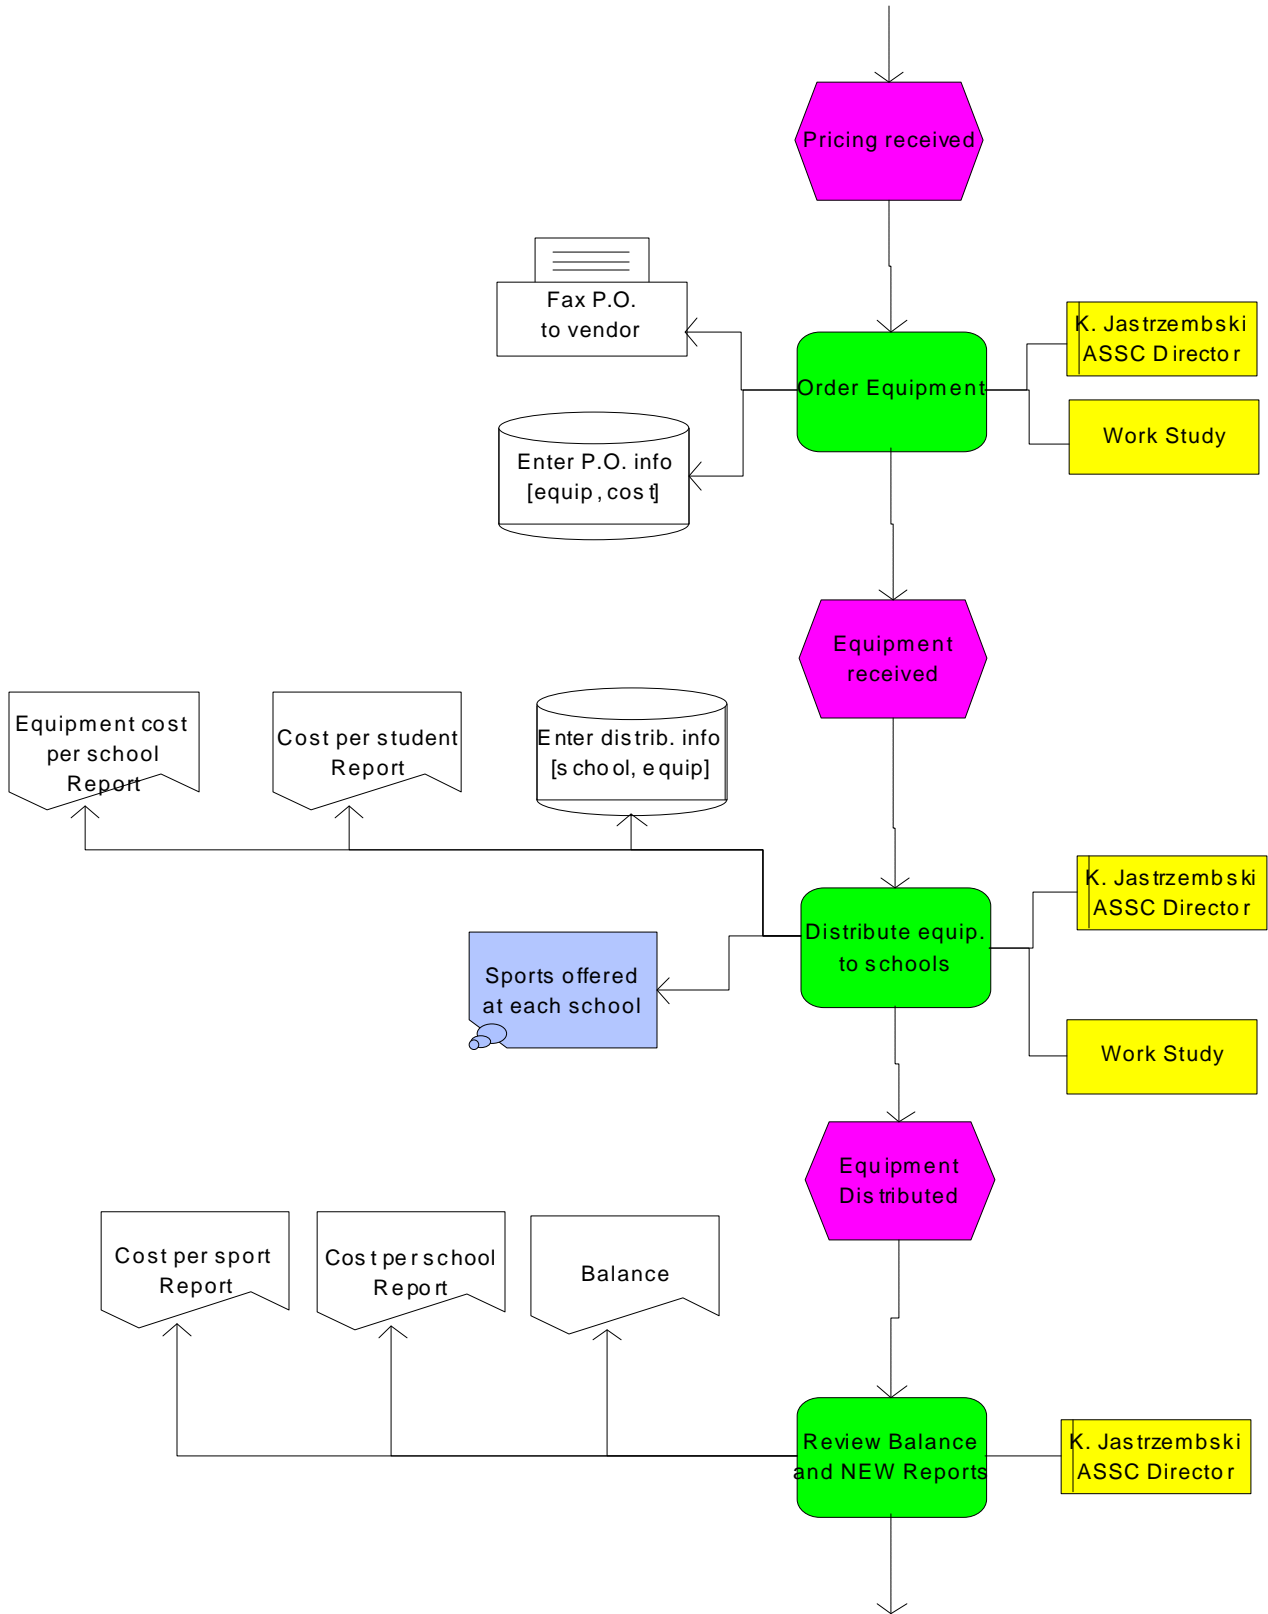 Pricing received
Fax P.O.
to vendor
K. Jastrzembski
ASSC Director
Order Equipment
Work Study
Enter P.O. info
[equip, cost]
Equipment
received
Equipment cost
per school
Report
Cost per student
Report
Enter distrib. info
[school, equip]
K. Jastrzembski
ASSC Director
Distribute equip.
to schools
Sports offered
at each school
Work Study
Equipment
Distributed
Cost per sport
Report
Cost per school
Report
Balance
Review Balance
and NEW Reports
K. Jastrzembski
ASSC Director